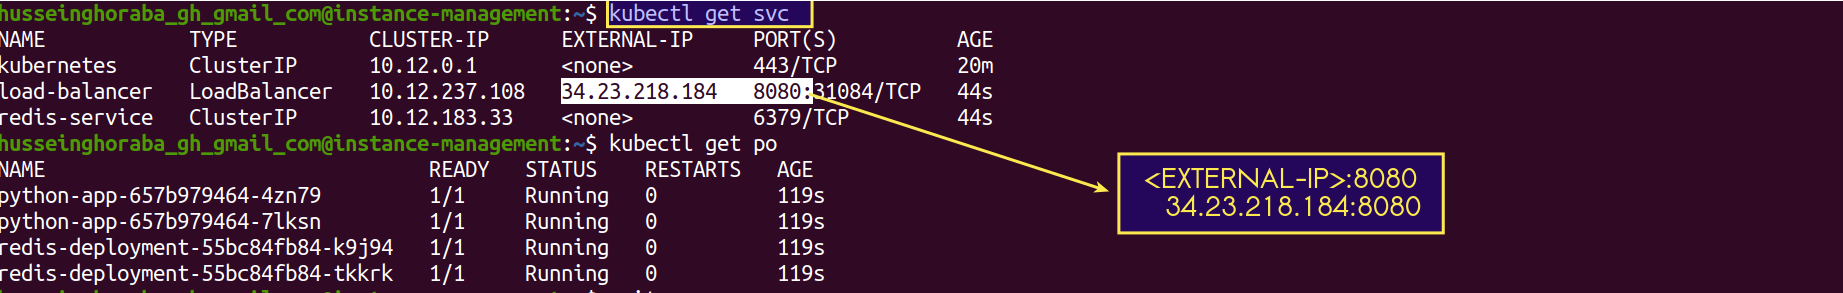 husseinghoraba_gh_gmail_com@instance-management:~$ kubectl get svc
NAME TYPE CLUSTER-IP EXTERNAL-IP PORT(S) AGE
kubernetes ClusterIP 10.12.0.1 <none> 443/TCP 20m
load-balancer LoadBalancer 10.12.237.108 34.23.218.184 8080:31084/TCP 44s
redis-service ClusterIP 10.12.183.33 <none> 6379/TCP 44s
husseinghoraba_gh_gmail_com@instance-management:~$ kubectl get po
NAME READY STATUS RESTARTS AGE
python-app-657b979464-4zn79 1/1 Running 0 119s
python-app-657b979464-7lksn 1/1 Running 0 119s
redis-deployment-55bc84fb84-k9j94 1/1 Running 0 119s
redis-deployment-55bc84fb84-tkkrk 1/1 Running 0 119s
<EXTERNAL-IP>:8080
34.23.218.184:8080